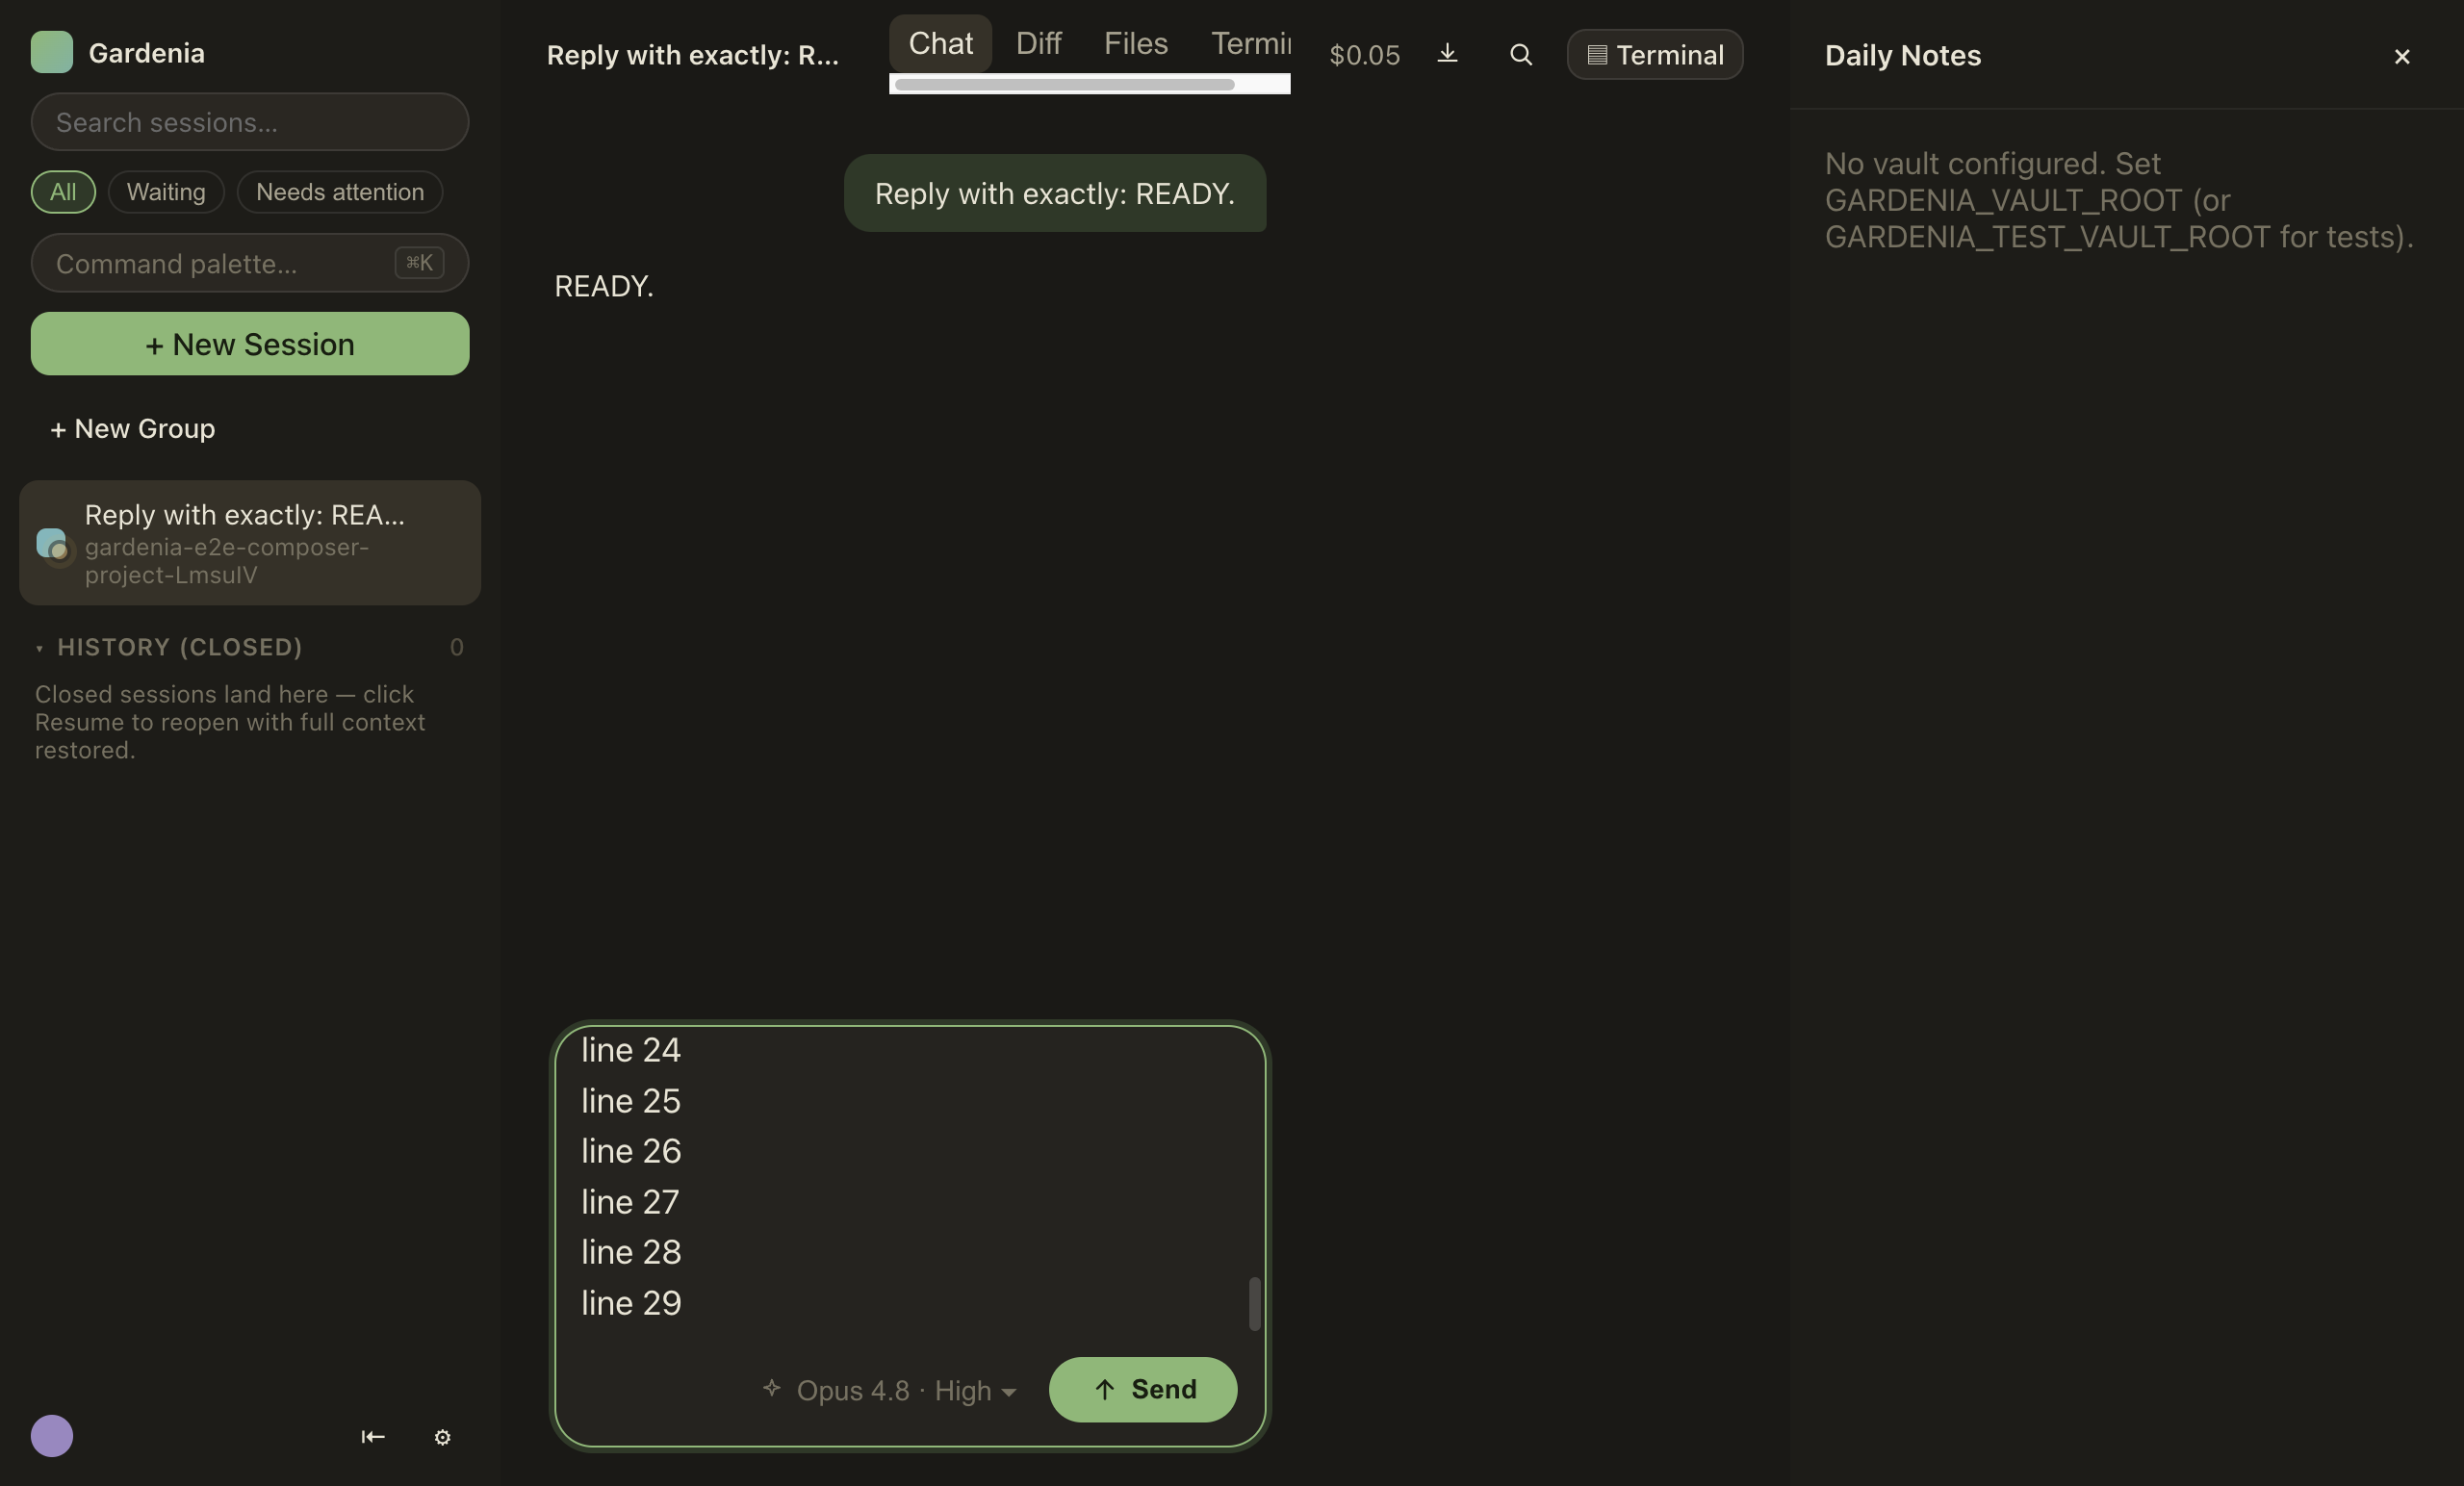 Gardenia
Search sessions...
All
Waiting
Needs attention
Command palette...
⌘K
+ New Session
+ New Group
Reply with exactly: REA...
gardenia-e2e-composer-
project-LmsuIV
HISTORY (CLOSED)
0
Closed sessions land here — click
Resume to reopen with full context
restored.
Reply with exactly: R...
Chat
Diff
Files
Termin
$0.05
Terminal
Reply with exactly: READY.
READY.
line 24
line 25
line 26
line 27
line 28
line 29
Opus 4.8 · High
Send
Daily Notes
No vault configured. Set
GARDENIA_VAULT_ROOT (or
GARDENIA_TEST_VAULT_ROOT for tests).